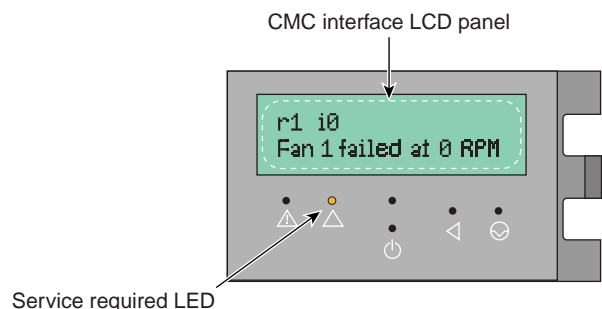 CMC interface LCD panel
r1 i0
Fan 1 failed at 0 RPM
Service required LED